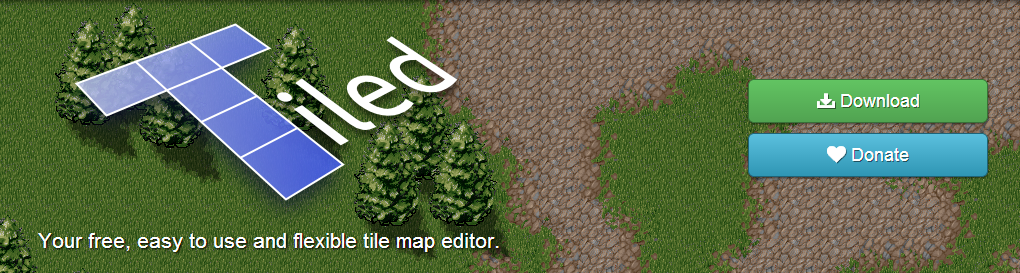 Tiled
Download
Donate
Your free, easy to use and flexible tile map editor.